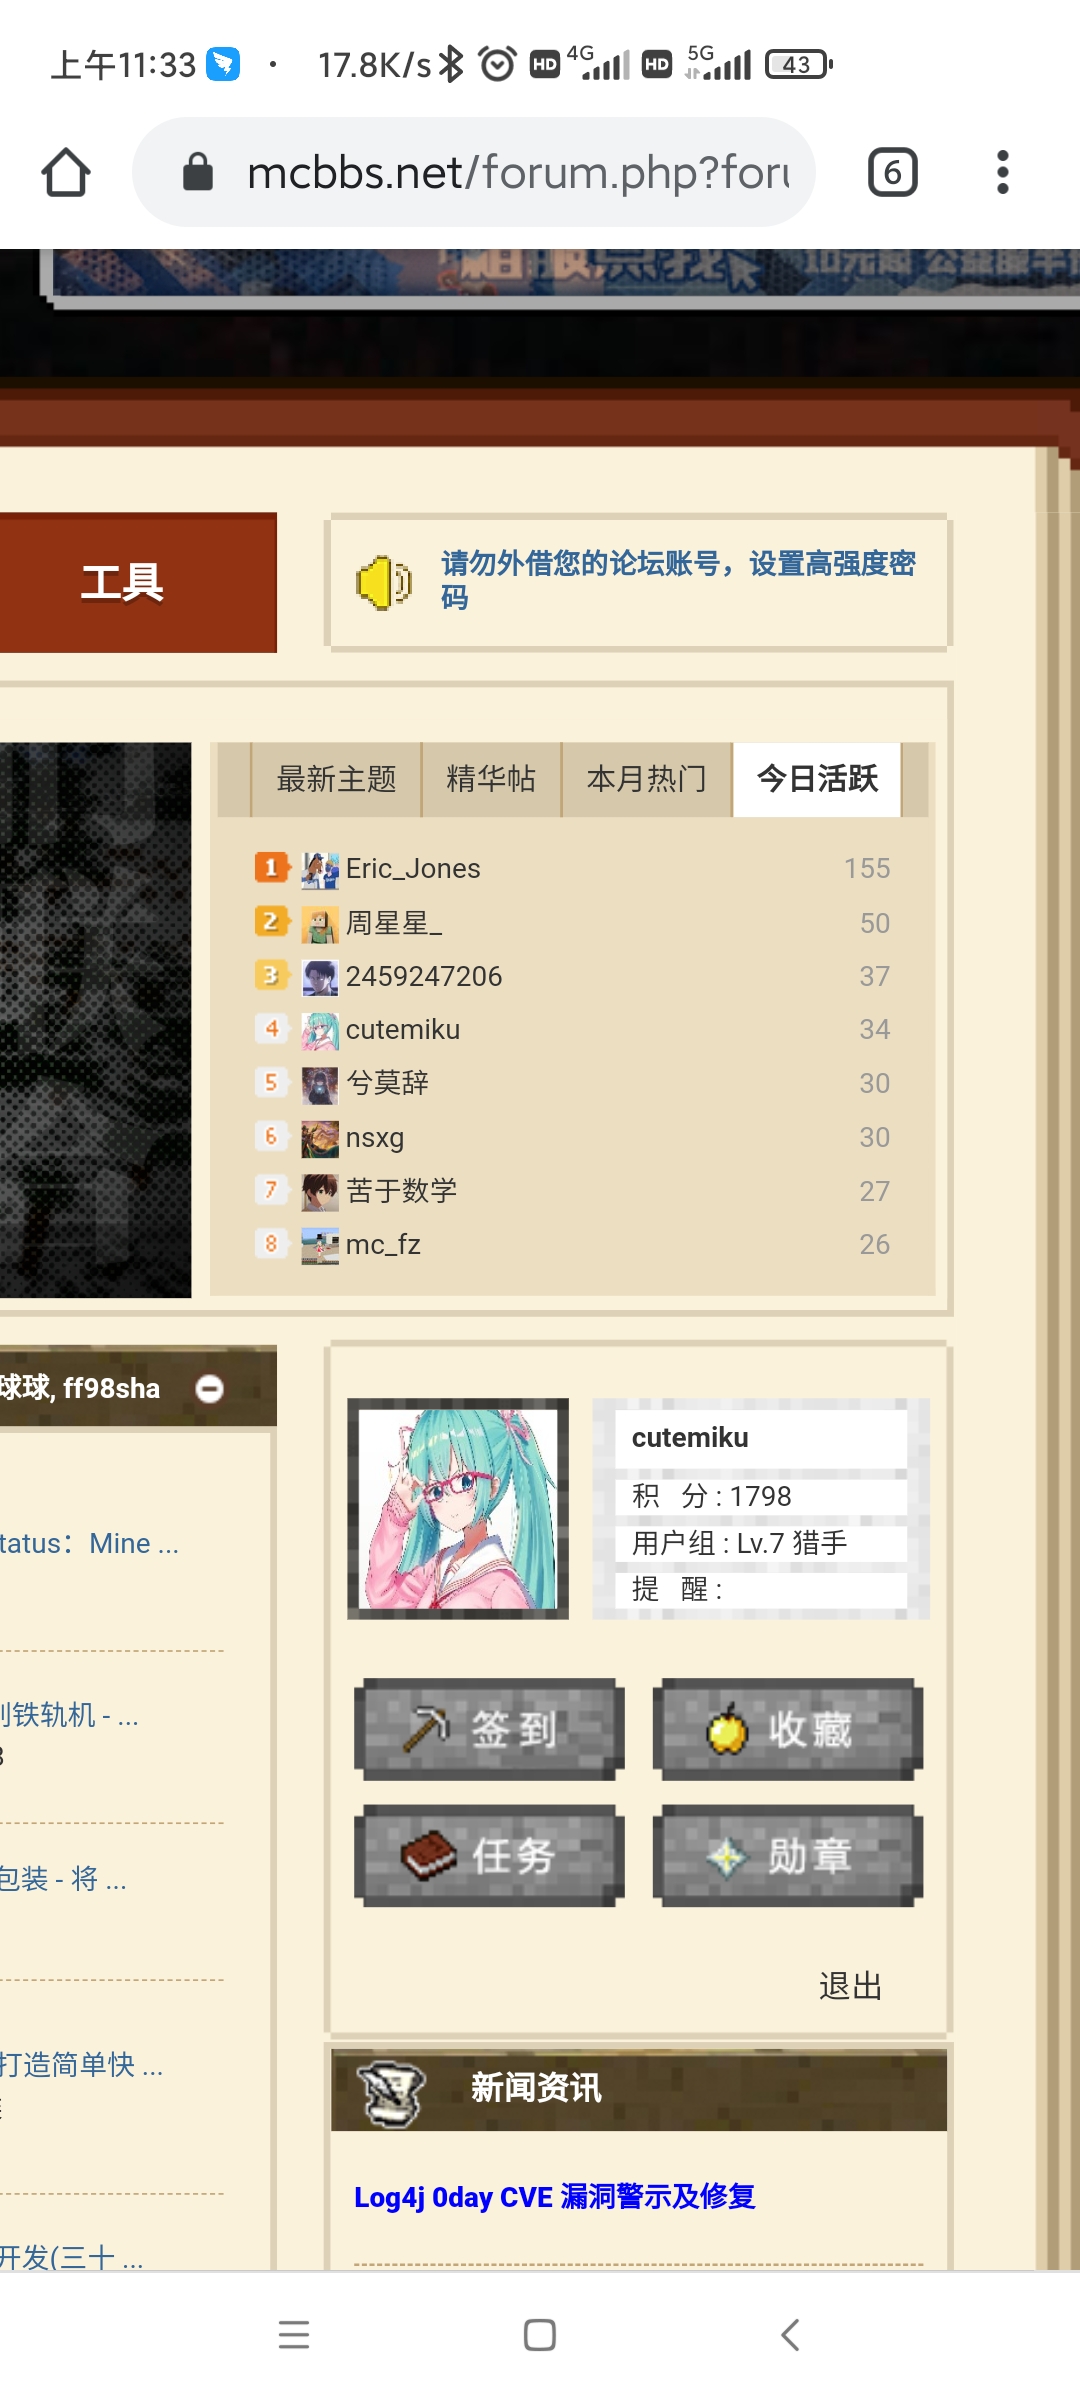 上午11:33 · 17.8K/s HD 4G HD 5G 43
mcbbs.net/forum.php?foru
6
工具
请勿外借您的论坛账号，设置高强度密
码
最新主题 精华帖 本月热门 今日活跃
1 Eric_Jones 155
2 周星星_ 50
3 2459247206 37
4 cutemiku 34
5 兮莫辞 30
6 nsxg 30
7 苦于数学 27
8 mc_fz 26
球球, ff98sha
cutemiku
积 分 : 1798
用户组 : Lv.7 猎手
提 醒 :
tatus：Mine ...
铁轨机 - ...
签到 收藏
包装 - 将 ...
任务 勋章
退出
打造简单快 ...
新闻资讯
Log4j 0day CVE 漏洞警示及修复
开发(三十 ...